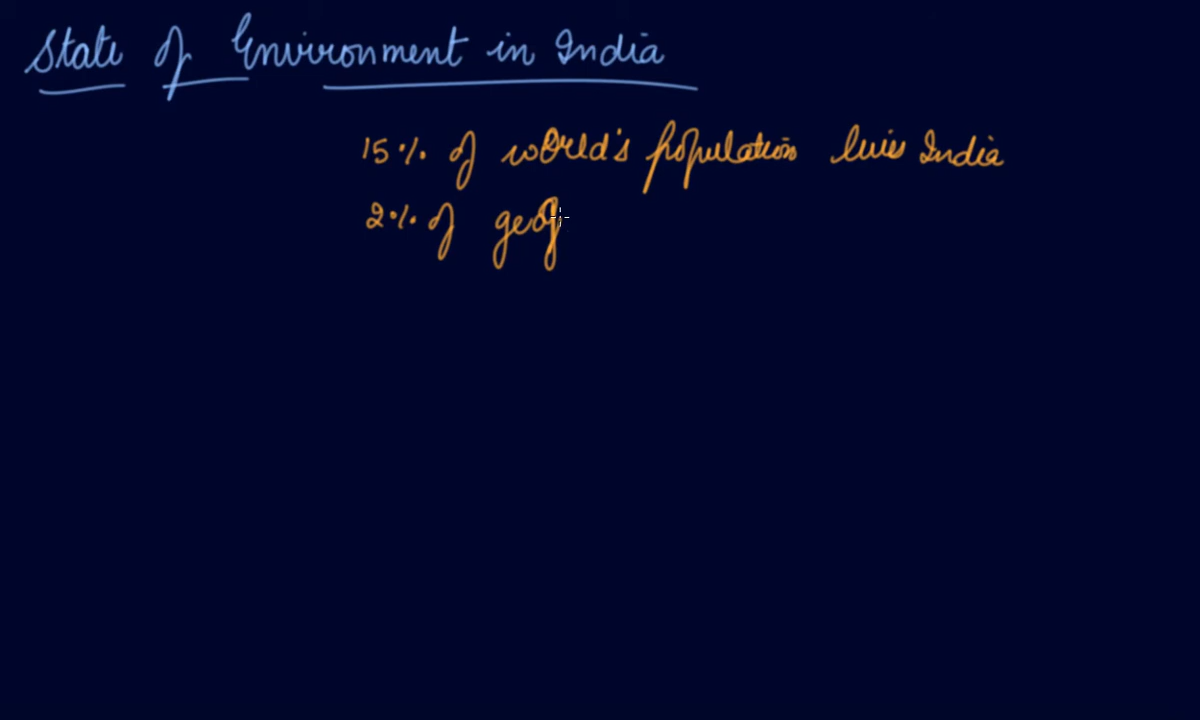 State of Environment in India
15% of world's population lives India
2% of geog